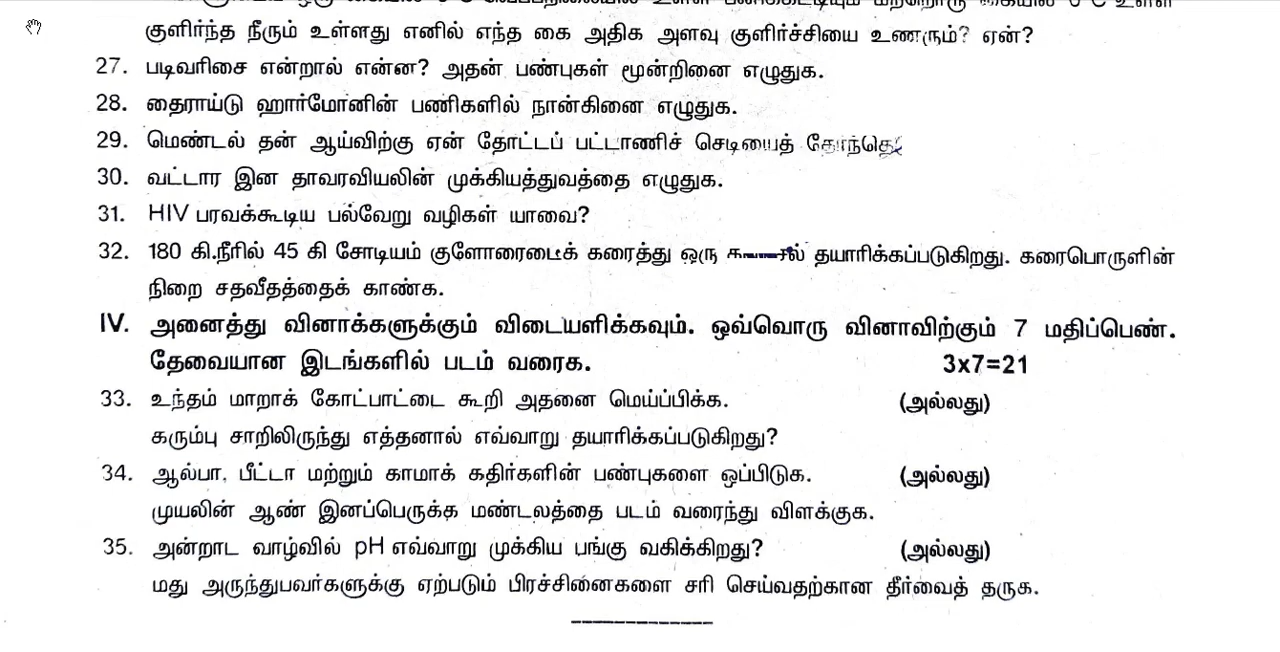 குளிர்ந்த நீரும் உள்ளது எனில் எந்த கை அதிக அளவு குளிர்ச்சியை உணரும்? ஏன்?
27. படிவரிசை என்றால் என்ன? அதன் பண்புகள் மூன்றினை எழுதுக.
28. தைராய்டு ஹார்மோனின் பணிகளில் நான்கினை எழுதுக.
29. மெண்டல் தன் ஆய்விற்கு ஏன் தோட்டப் பட்டாணிச் செடியைத்
30. வட்டார இன தாவரவியலின் முக்கியத்துவத்தை எழுதுக.
31. HIV பரவக்கூடிய பல்வேறு வழிகள் யாவை?
32. 180 கி.நீரில் 45 கி சோடியம் குளோரைடைக் கரைத்து ஒரு தயாரிக்கப்படுகிறது. கரைபொருளின்
நிறை சதவீதத்தைக் காண்க.
IV. அனைத்து வினாக்களுக்கும் விடையளிக்கவும். ஒவ்வொரு வினாவிற்கும் 7 மதிப்பெண்.
தேவையான இடங்களில் படம் வரைக. 3x7=21
33. உந்தம் மாறாக் கோட்பாட்டை கூறி அதனை மெய்ப்பிக்க. (அல்லது)
கரும்பு சாறிலிருந்து எத்தனால் எவ்வாறு தயாரிக்கப்படுகிறது?
34. ஆல்பா, பீட்டா மற்றும் காமாக் கதிர்களின் பண்புகளை ஒப்பிடுக. (அல்லது)
முயலின் ஆண் இனப்பெருக்க மண்டலத்தை படம் வரைந்து விளக்குக.
35. அன்றாட வாழ்வில் pH எவ்வாறு முக்கிய பங்கு வகிக்கிறது? (அல்லது)
மது அருந்துபவர்களுக்கு ஏற்படும் பிரச்சினைகளை சரி செய்வதற்கான தீர்வைத் தருக.